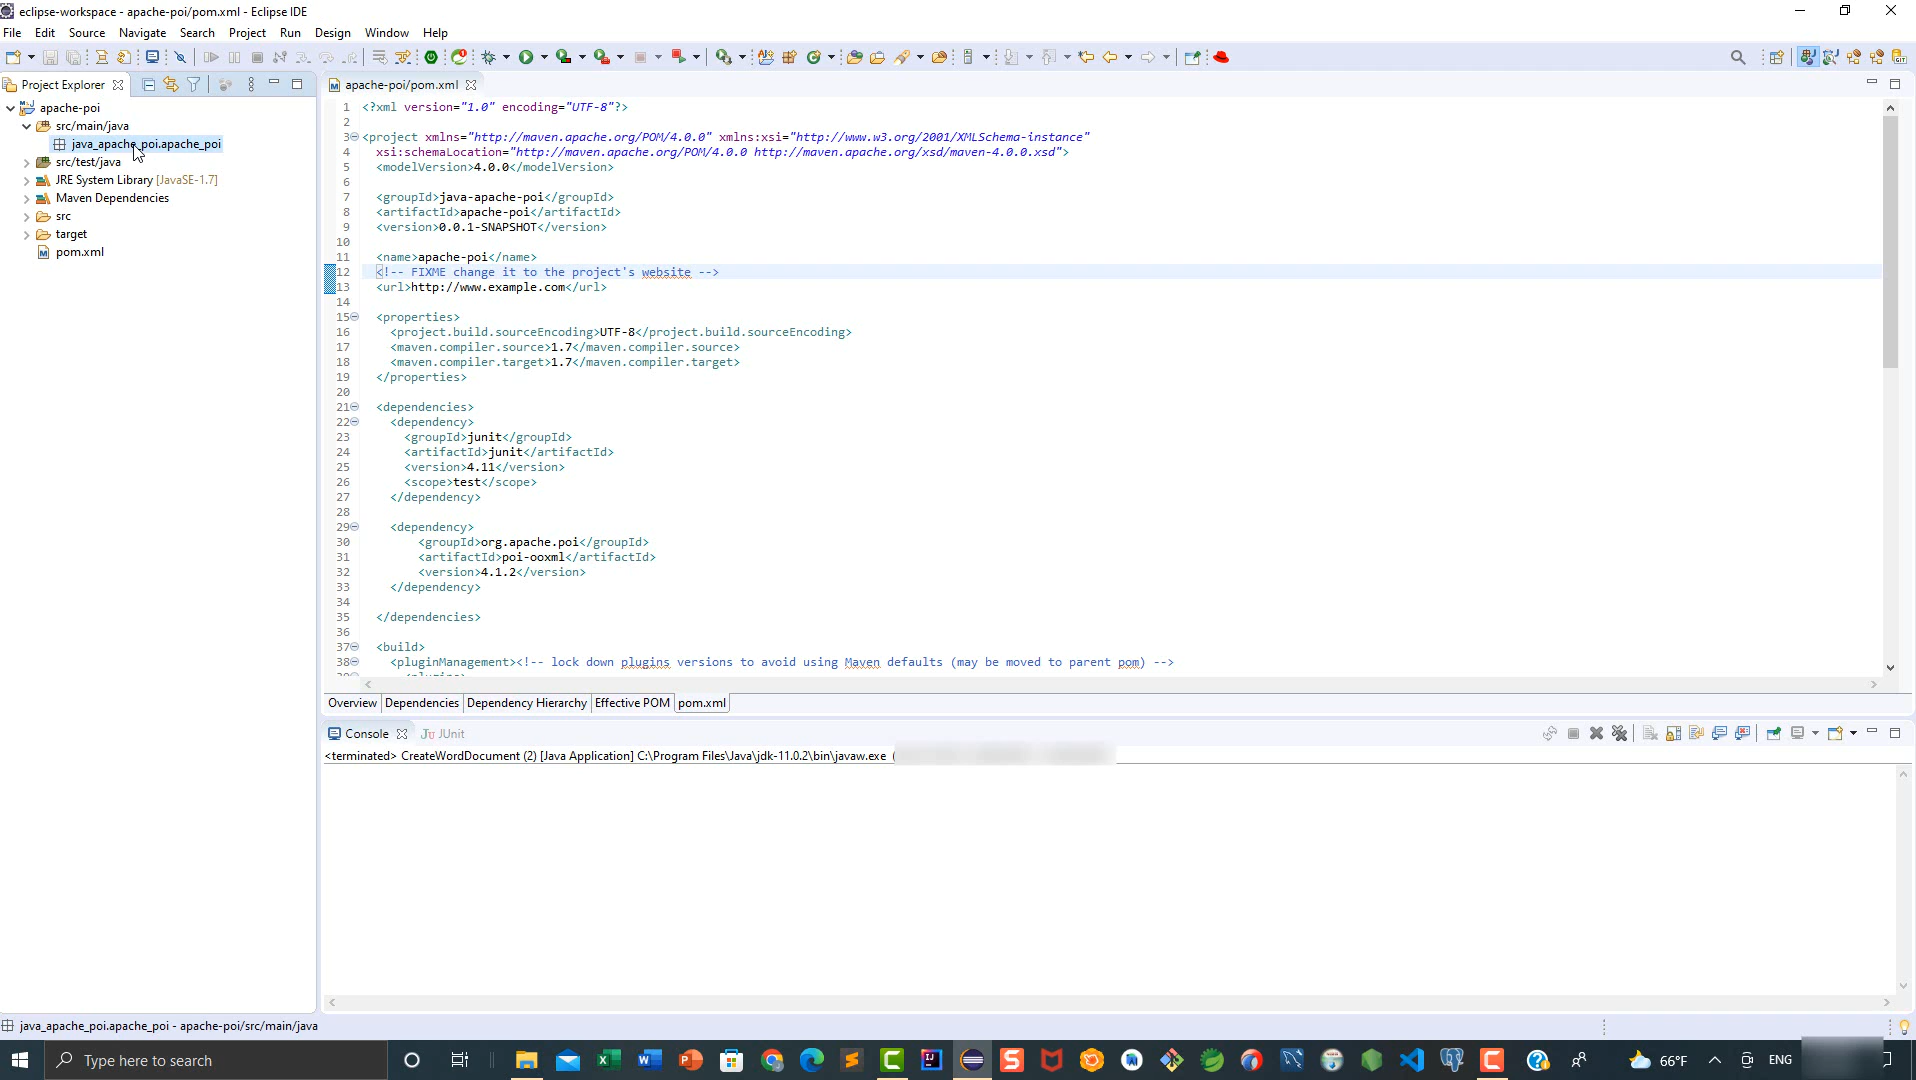 eclipse-workspace - apache-poi/pom.xml - Eclipse IDE
File Edit Source Navigate Search Project Run Design Window Help
Project Explorer
apache-poi/pom.xml
apache-poi
src/main/java
java_apache_poi.apache_poi
src/test/java
JRE System Library [JavaSE-1.7]
Maven Dependencies
src
target
pom.xml
1 <?xml version="1.0" encoding="UTF-8"?>
2
3 <project xmlns="http://maven.apache.org/POM/4.0.0" xmlns:xsi="http://www.w3.org/2001/XMLSchema-instance"
4 xsi:schemaLocation="http://maven.apache.org/POM/4.0.0 http://maven.apache.org/xsd/maven-4.0.0.xsd">
5 <modelVersion>4.0.0</modelVersion>
6
7 <groupId>java-apache-poi</groupId>
8 <artifactId>apache-poi</artifactId>
9 <version>0.0.1-SNAPSHOT</version>
10
11 <name>apache-poi</name>
12 <!-- FIXME change it to the project's website -->
13 <url>http://www.example.com</url>
14
15 <properties>
16 <project.build.sourceEncoding>UTF-8</project.build.sourceEncoding>
17 <maven.compiler.source>1.7</maven.compiler.source>
18 <maven.compiler.target>1.7</maven.compiler.target>
19 </properties>
20
21 <dependencies>
22 <dependency>
23 <groupId>junit</groupId>
24 <artifactId>junit</artifactId>
25 <version>4.11</version>
26 <scope>test</scope>
27 </dependency>
28
29 <dependency>
30 <groupId>org.apache.poi</groupId>
31 <artifactId>poi-ooxml</artifactId>
32 <version>4.1.2</version>
33 </dependency>
34
35 </dependencies>
36
37 <build>
38 <pluginManagement><!-- lock down plugins versions to avoid using Maven defaults (may be moved to parent pom) -->
Overview Dependencies Dependency Hierarchy Effective POM pom.xml
Console JUnit
<terminated> CreateWordDocument (2) [Java Application] C:\Program Files\Java\jdk-11.0.2\bin\javaw.exe (
java_apache_poi.apache_poi - apache-poi/src/main/java
Type here to search
66°F
ENG